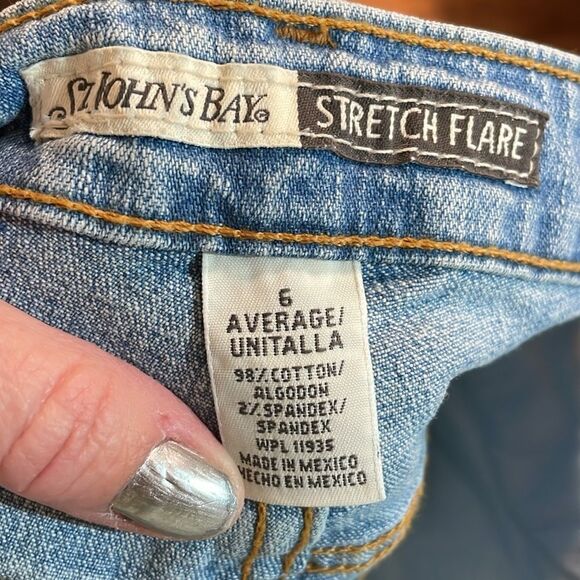 ST. JOHN'S BAY® STRETCH FLARE
6
AVERAGE/
UNITALLA
98% COTTON/
ALGODON
2% SPANDEX/
SPANDEX
WPL 11935
MADE IN MEXICO
HECHO EN MEXICO